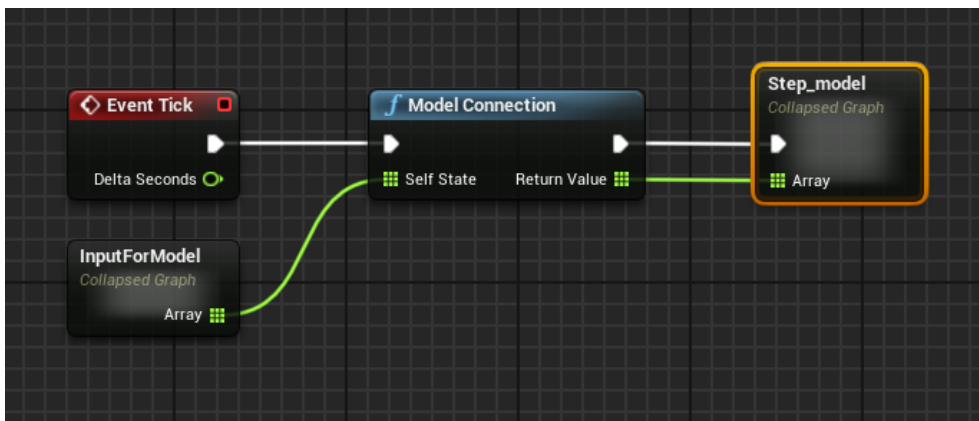 Event Tick
Delta Seconds
InputForModel
Collapsed Graph
Array
f Model Connection
Self State Return Value
Step_model
Collapsed Graph
Array